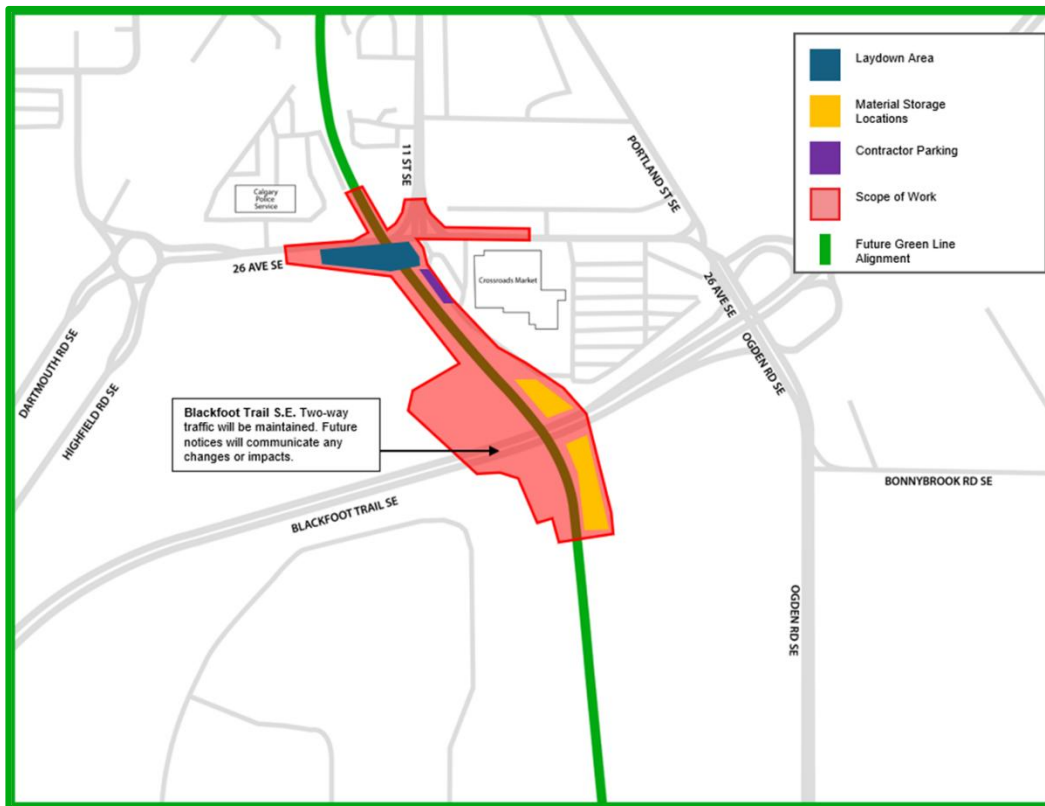 Laydown Area
Material Storage
Locations
Contractor Parking
Scope of Work
Future Green Line
Alignment
11 ST SE
PORTLAND ST SE
Calgary
Police
Service
26 AVE SE
Crossroads Market
26 AVE SE
OGDEN RD SE
DARTMOUTH RD SE
HIGHFIELD RD SE
Blackfoot Trail S.E. Two-way
traffic will be maintained. Future
notices will communicate any
changes or impacts.
BLACKFOOT TRAIL SE
BONNYBROOK RD SE
OGDEN RD SE